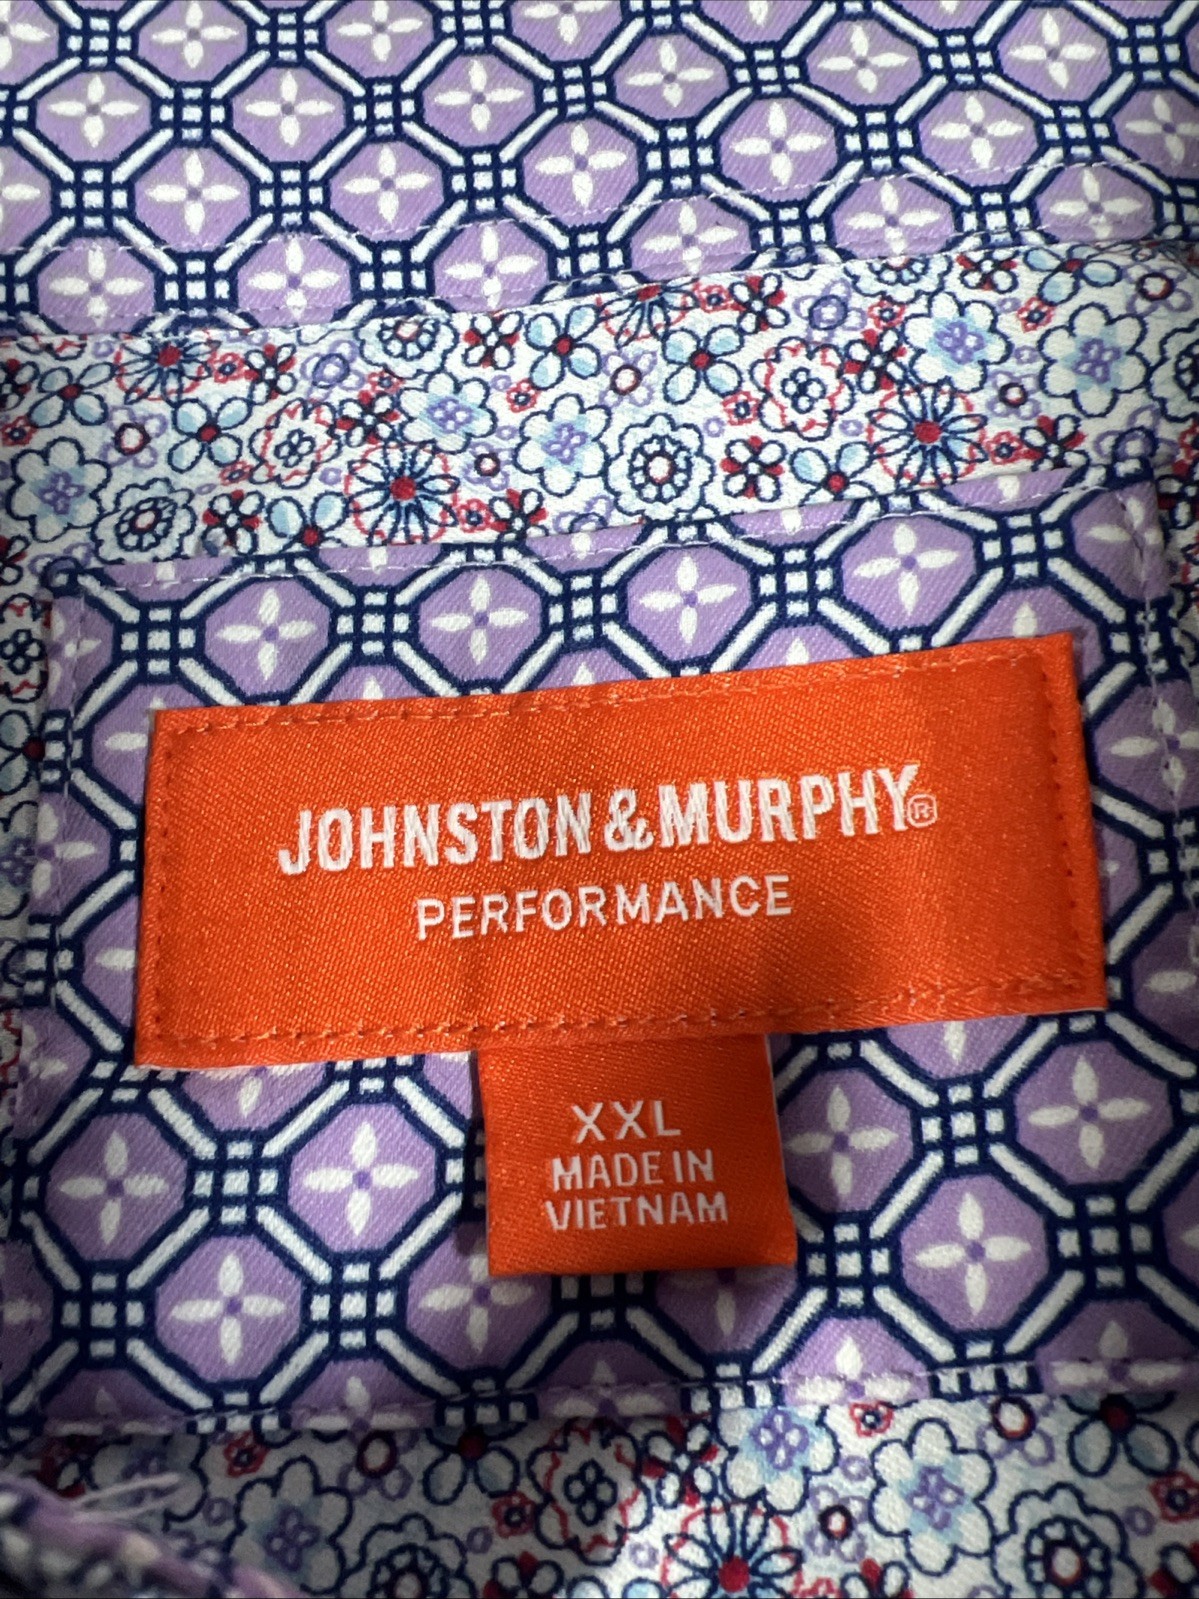 JOHNSTON & MURPHY®
PERFORMANCE
XXL
MADE IN
VIETNAM